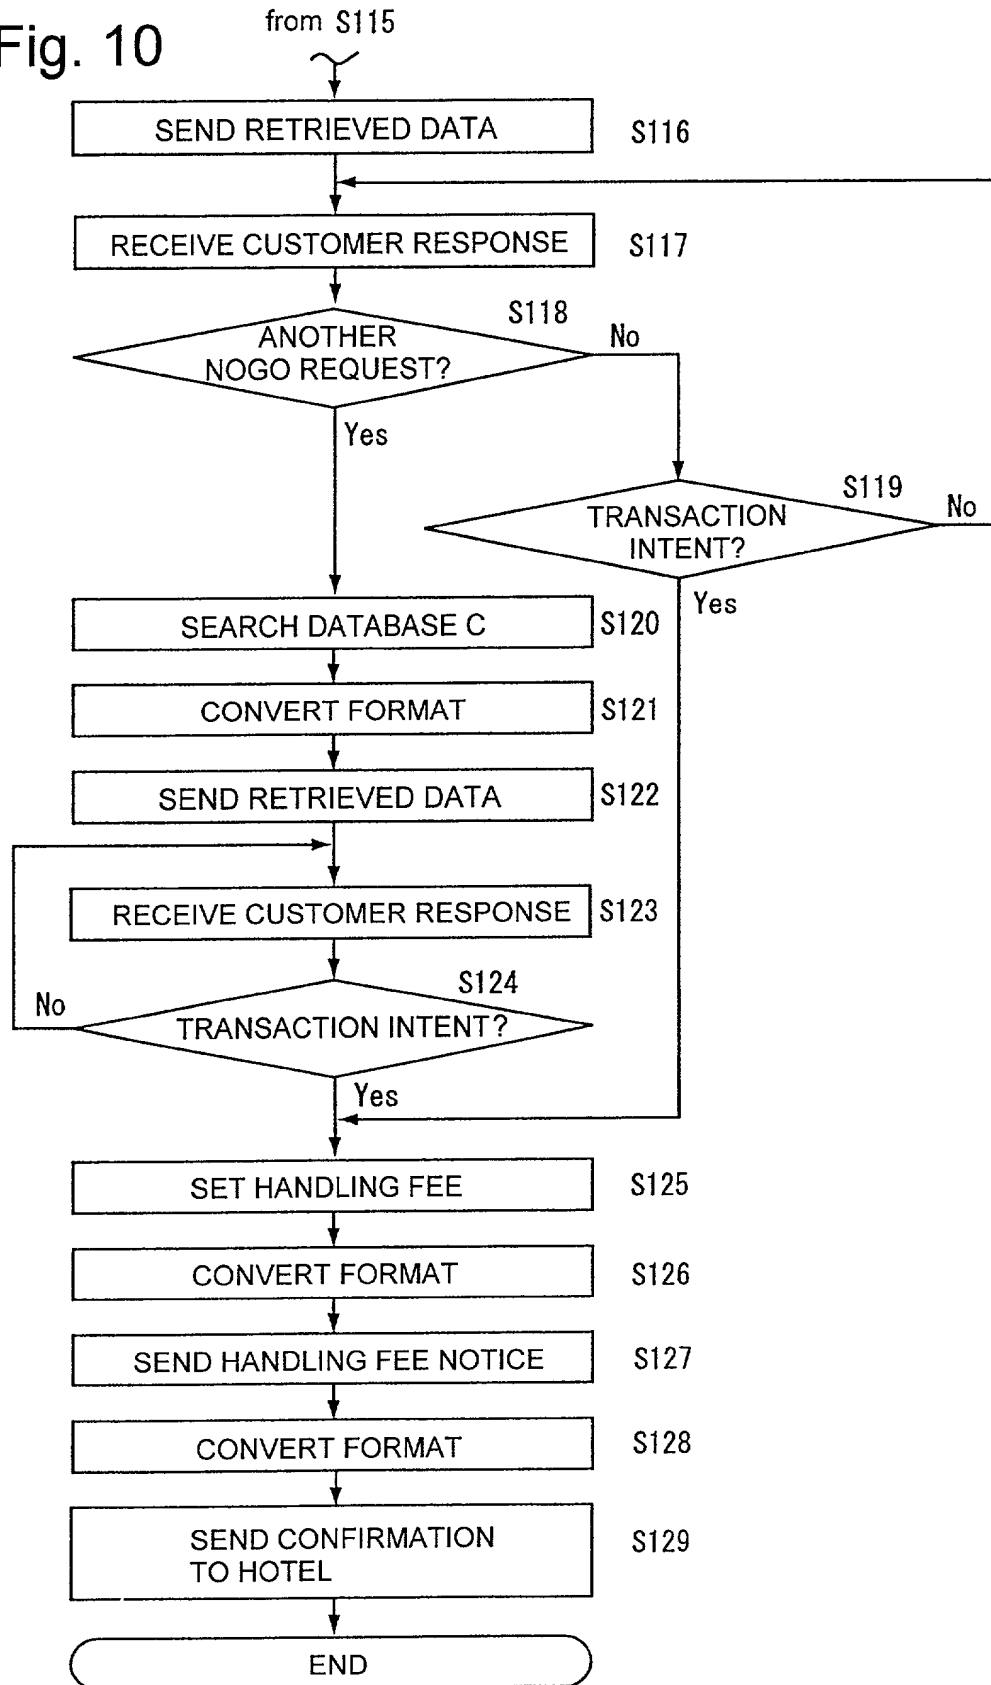 Fig. 10
from S115
SEND RETRIEVED DATA
S116
RECEIVE CUSTOMER RESPONSE
S117
S118
ANOTHER
NOGO REQUEST?
No
Yes
S119
TRANSACTION
INTENT?
No
Yes
SEARCH DATABASE C
S120
CONVERT FORMAT
S121
SEND RETRIEVED DATA
S122
RECEIVE CUSTOMER RESPONSE
S123
S124
No
TRANSACTION INTENT?
Yes
SET HANDLING FEE
S125
CONVERT FORMAT
S126
SEND HANDLING FEE NOTICE
S127
CONVERT FORMAT
S128
SEND CONFIRMATION
TO HOTEL
S129
END